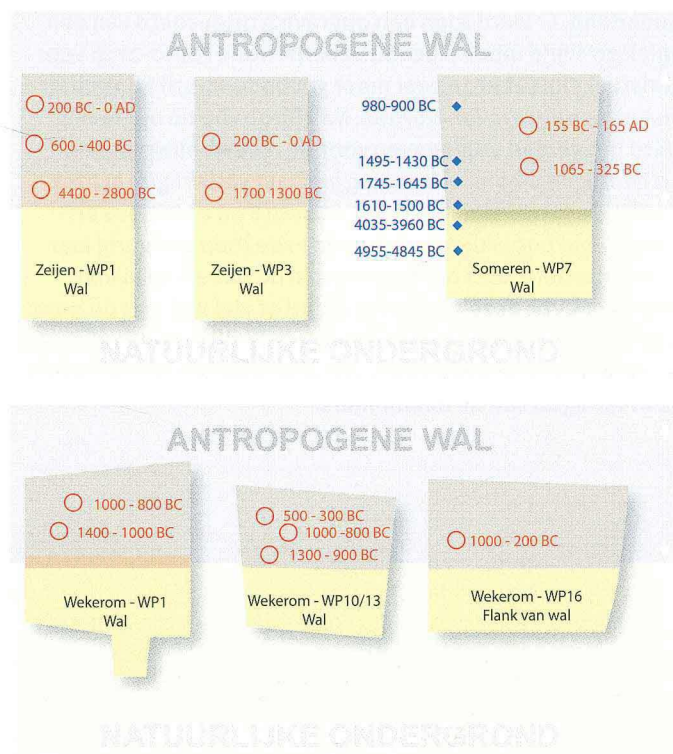 ANTROPOGENE WAL
200 BC - 0 AD
600 - 400 BC
4400 - 2800 BC
Zeijen - WP1
Wal
200 BC - 0 AD
1700 1300 BC
Zeijen - WP3
Wal
980-900 BC
1495-1430 BC
1745-1645 BC
1610-1500 BC
4035-3960 BC
4955-4845 BC
155 BC - 165 AD
1065 - 325 BC
Someren - WP7
Wal
NATUURLIJKE ONDERGROND
ANTROPOGENE WAL
1000 - 800 BC
1400 - 1000 BC
Wekerom - WP1
Wal
500 - 300 BC
1000 -800 BC
1300 - 900 BC
Wekerom - WP10/13
Wal
1000 - 200 BC
Wekerom - WP16
Flank van wal
NATUURLIJKE ONDERGROND